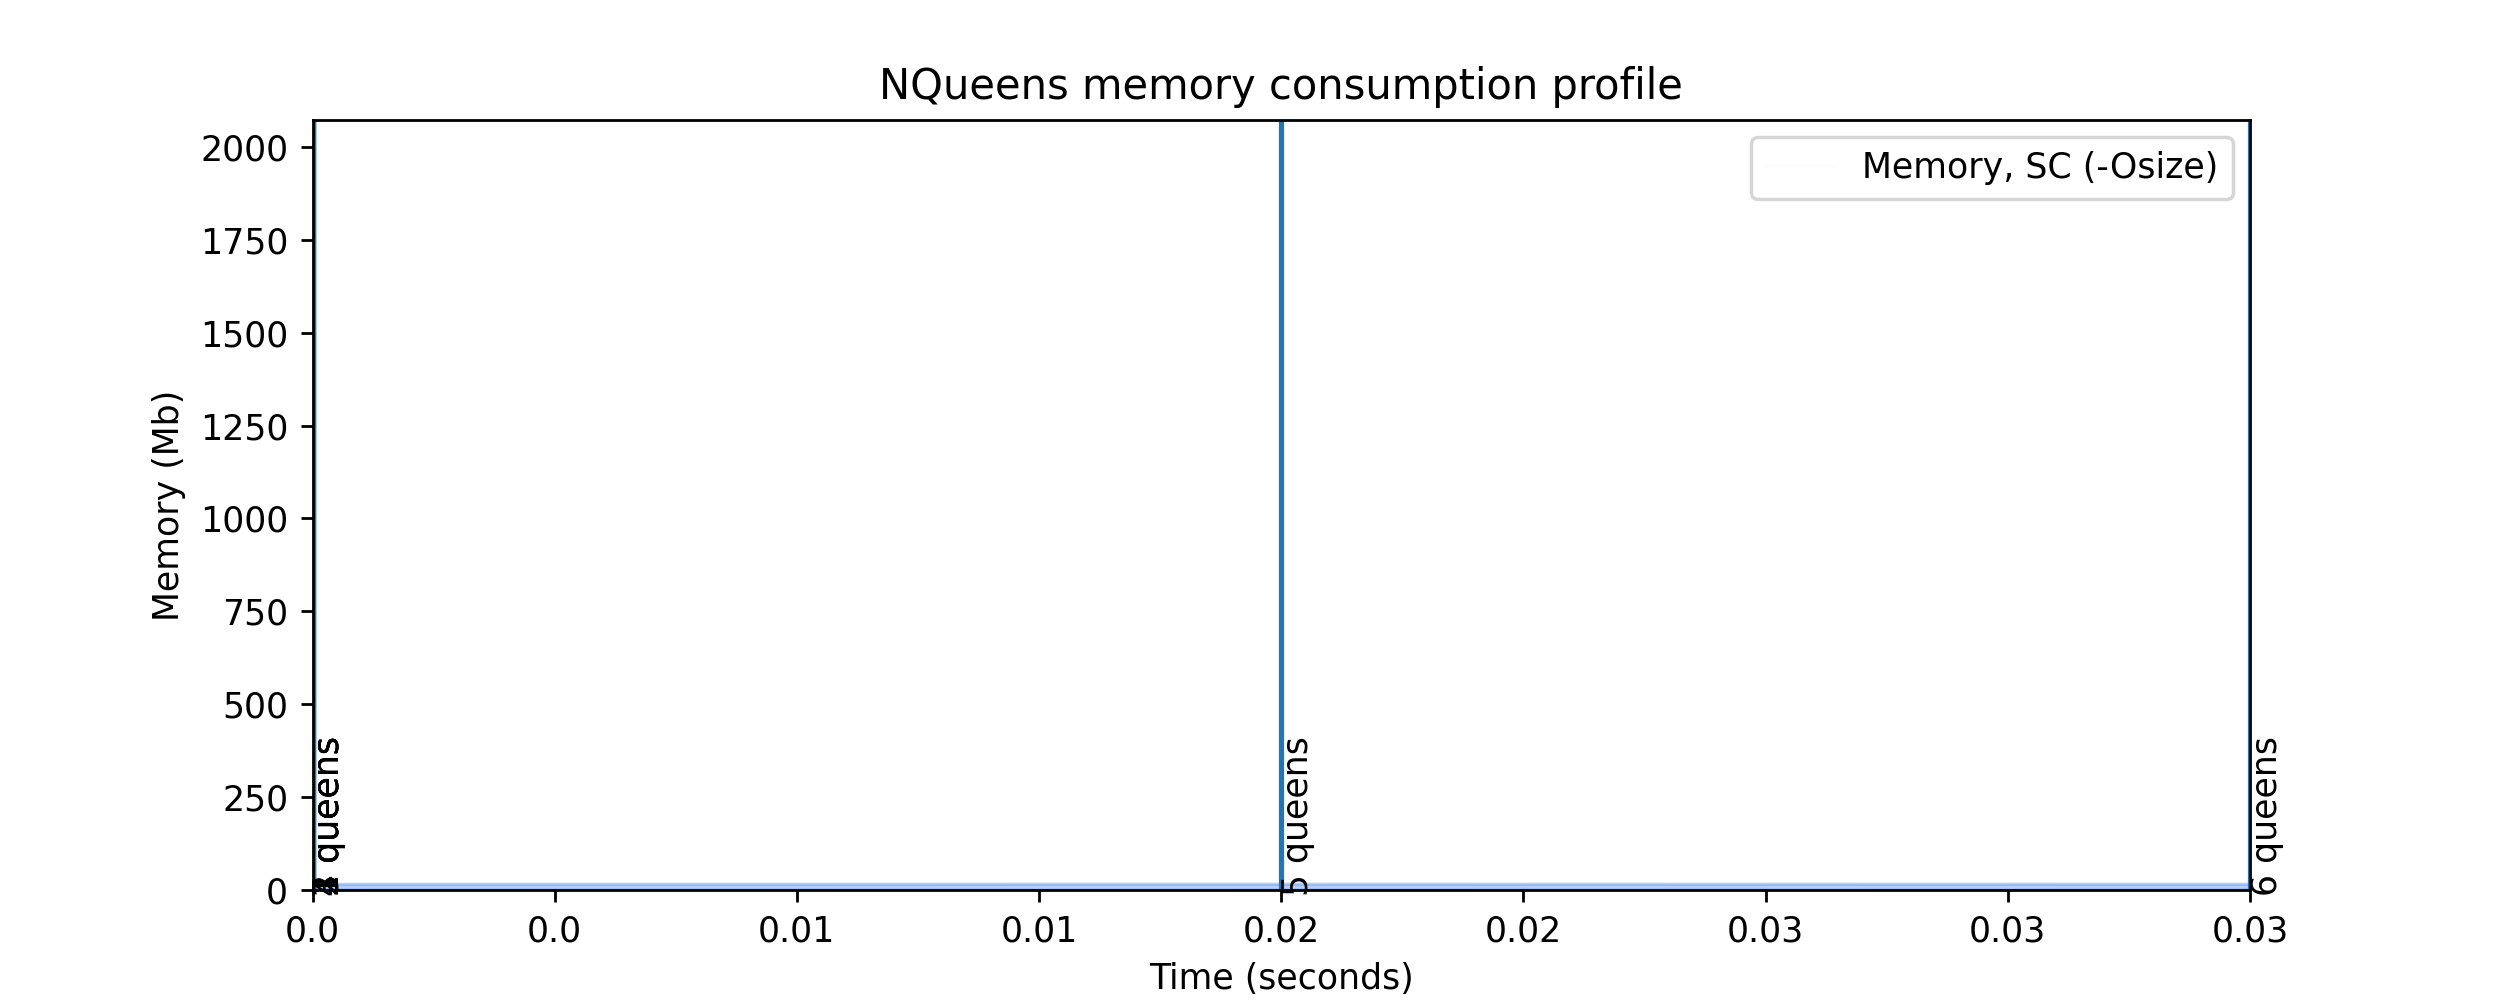 NQueens memory consumption profile
Memory, SC (-Osize)
Memory (Mb)
2000
1750
1500
1250
1000
750
500
250
0
queens
5 queens
6 queens
0.0
0.0
0.01
0.01
0.02
0.02
0.03
0.03
0.03
Time (seconds)